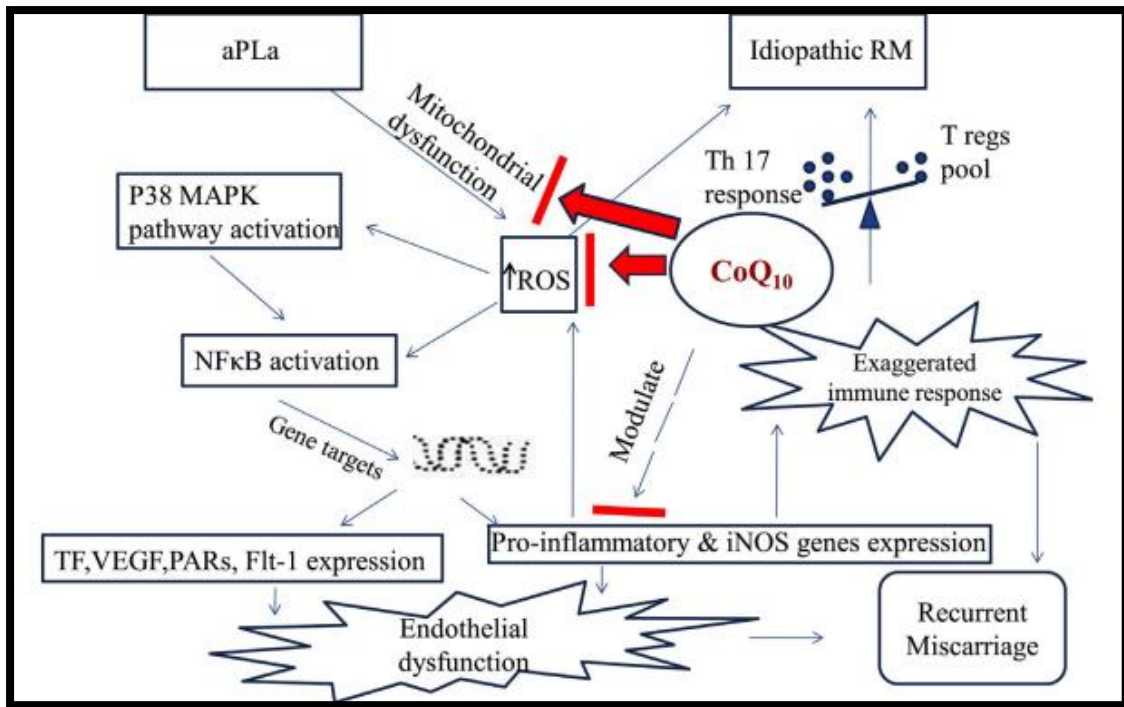 aPLa
Idiopathic RM
Mitochondrial
dysfunction
T regs
pool
Th 17
response
P38 MAPK
pathway activation
↑ROS
CoQ₁₀
NFκB activation
Exaggerated
immune response
Gene targets
Modulate
Pro-inflammatory & iNOS genes expression
TF,VEGF,PARs, Flt-1 expression
Endothelial
dysfunction
Recurrent
Miscarriage